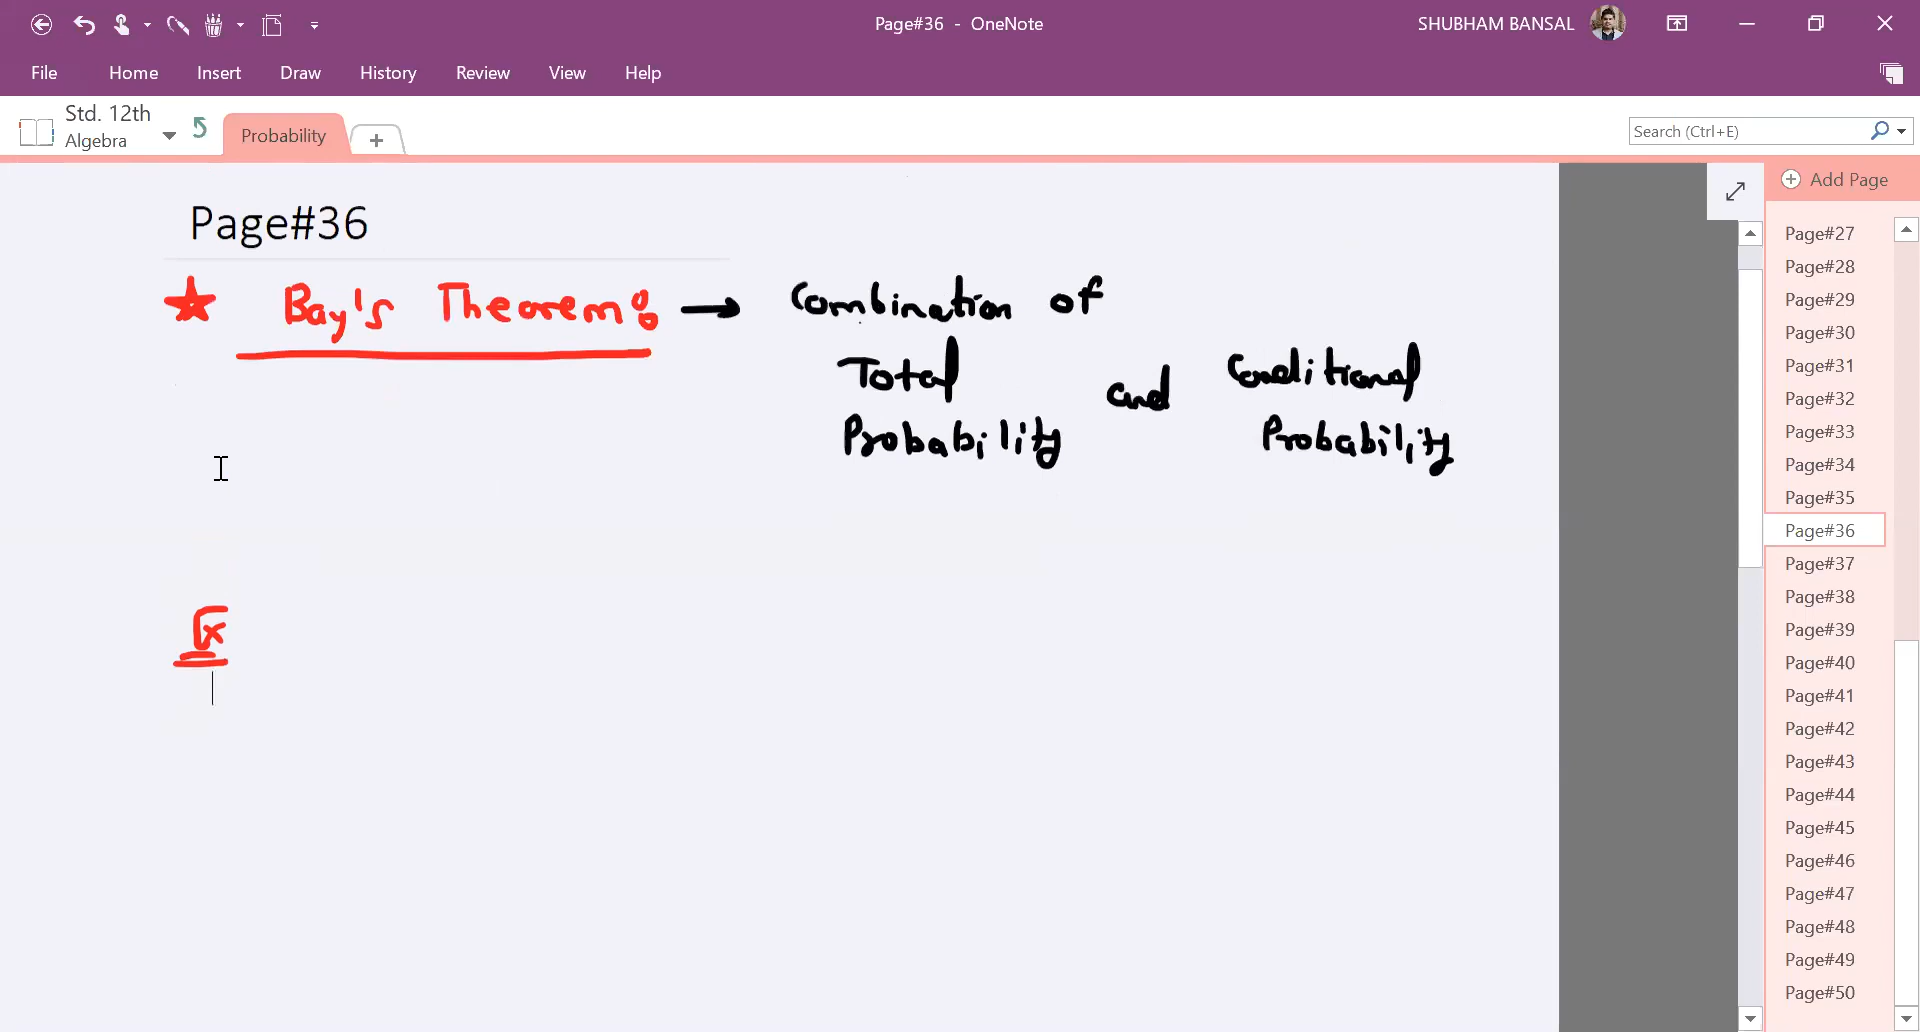 Page#36 - OneNote
SHUBHAM BANSAL
File Home Insert Draw History Review View Help
Std. 12th
Algebra
Probability
Search (Ctrl+E)
Add Page
Page#36
Bay's Theorem: → Combination of
Total and Conditional
Probability Probability
Ex
Page#27
Page#28
Page#29
Page#30
Page#31
Page#32
Page#33
Page#34
Page#35
Page#36
Page#37
Page#38
Page#39
Page#40
Page#41
Page#42
Page#43
Page#44
Page#45
Page#46
Page#47
Page#48
Page#49
Page#50